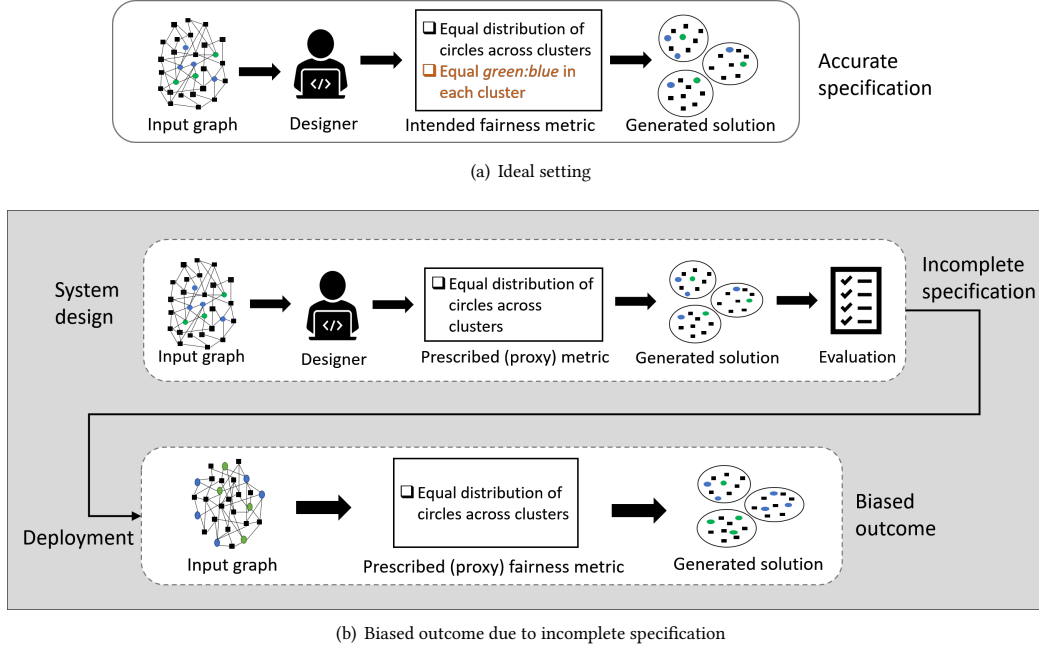 ❑ Equal distribution of
circles across clusters
❑ Equal green:blue in
each cluster
</>
Input graph
Designer
Intended fairness metric
Generated solution
Accurate
specification
(a) Ideal setting
System
design
❑ Equal distribution of
circles across
clusters
</>
Input graph
Designer
Prescribed (proxy) metric
Generated solution
Evaluation
Incomplete
specification
Deployment
❑ Equal distribution of
circles across clusters
Input graph
Prescribed (proxy) fairness metric
Generated solution
Biased
outcome
(b) Biased outcome due to incomplete specification